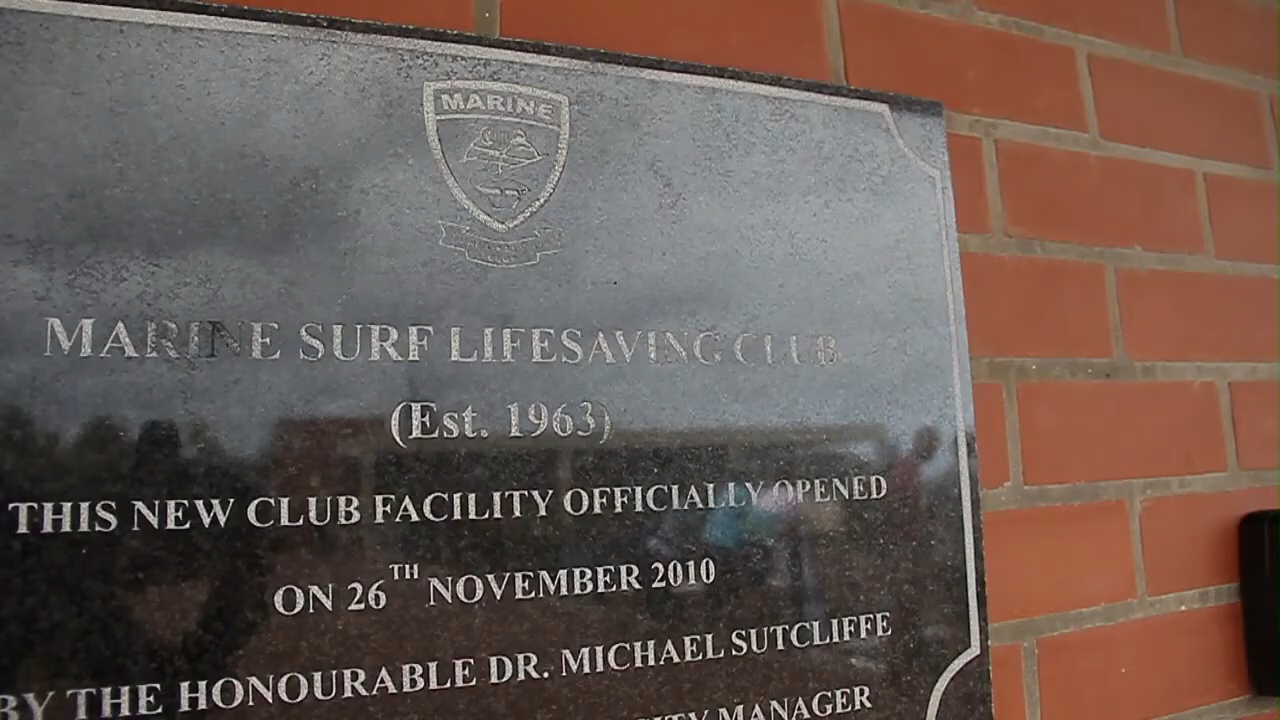 MARINE
MARINE SURF LIFESAVING CLUB
(Est. 1963)
THIS NEW CLUB FACILITY OFFICIALLY OPENED
ON 26TH NOVEMBER 2010
BY THE HONOURABLE DR. MICHAEL SUTCLIFFE
CITY MANAGER